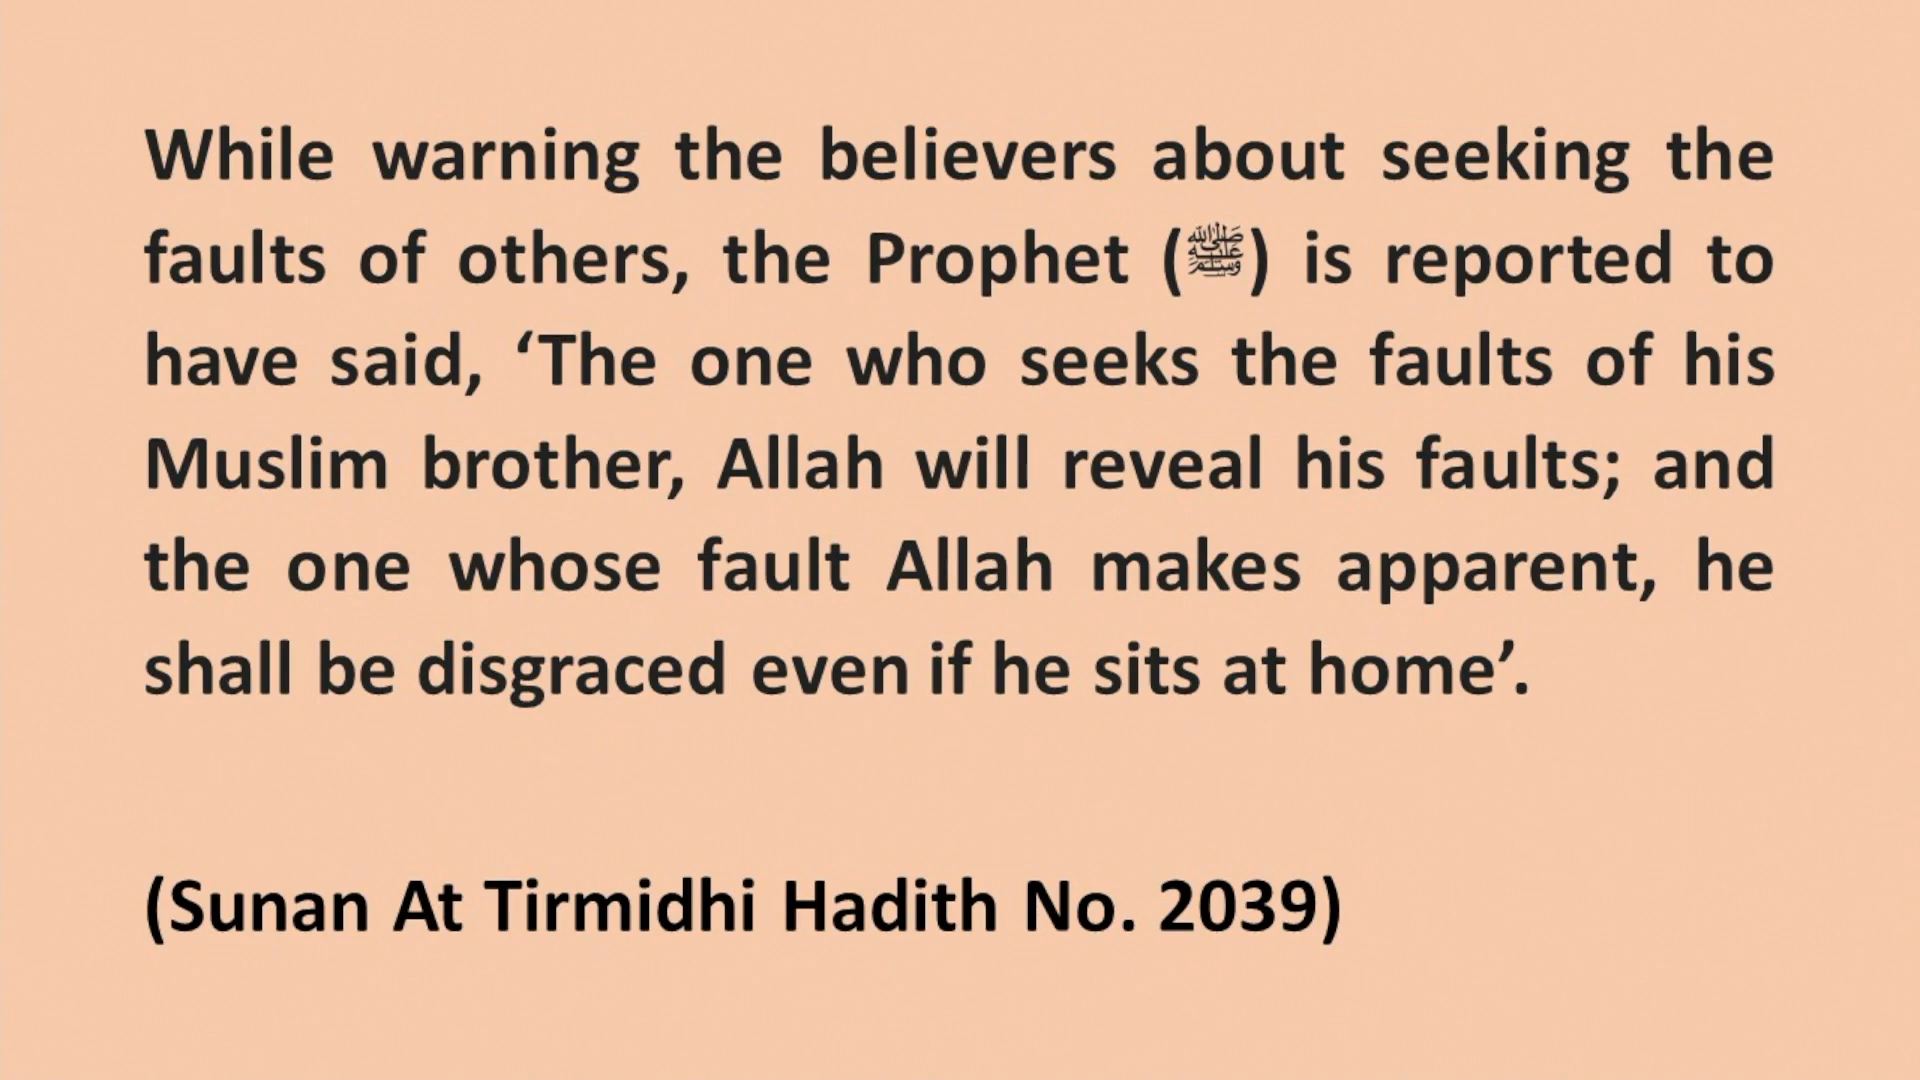 While warning the believers about seeking the
faults of others, the Prophet (ﷺ) is reported to
have said, ‘The one who seeks the faults of his
Muslim brother, Allah will reveal his faults; and
the one whose fault Allah makes apparent, he
shall be disgraced even if he sits at home’.
(Sunan At Tirmidhi Hadith No. 2039)